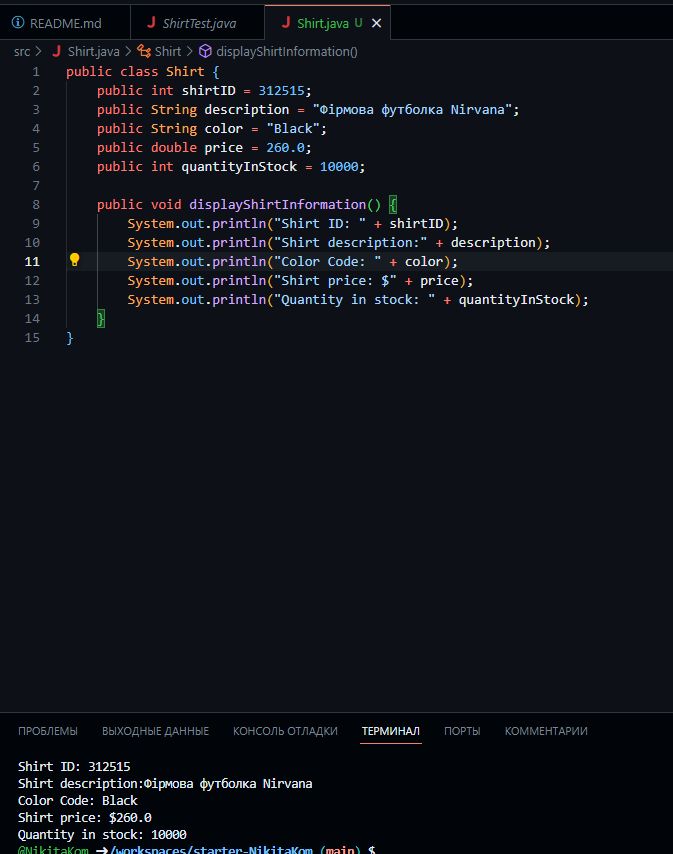 README.md ShirtTest.java Shirt.java U
src > Shirt.java > Shirt > displayShirtInformation()
1 public class Shirt {
2 public int shirtID = 312515;
3 public String description = "Фірмова футболка Nirvana";
4 public String color = "Black";
5 public double price = 260.0;
6 public int quantityInStock = 10000;
7
8 public void displayShirtInformation() {
9 System.out.println("Shirt ID: " + shirtID);
10 System.out.println("Shirt description:" + description);
11 System.out.println("Color Code: " + color);
12 System.out.println("Shirt price: $" + price);
13 System.out.println("Quantity in stock: " + quantityInStock);
14 }
15 }
ПРОБЛЕМЫ ВЫХОДНЫЕ ДАННЫЕ КОНСОЛЬ ОТЛАДКИ ТЕРМИНАЛ ПОРТЫ КОММЕНТАРИИ
Shirt ID: 312515
Shirt description:Фірмова футболка Nirvana
Color Code: Black
Shirt price: $260.0
Quantity in stock: 10000
@NikitaKom ➜/workspaces/starter-NikitaKom (main) $